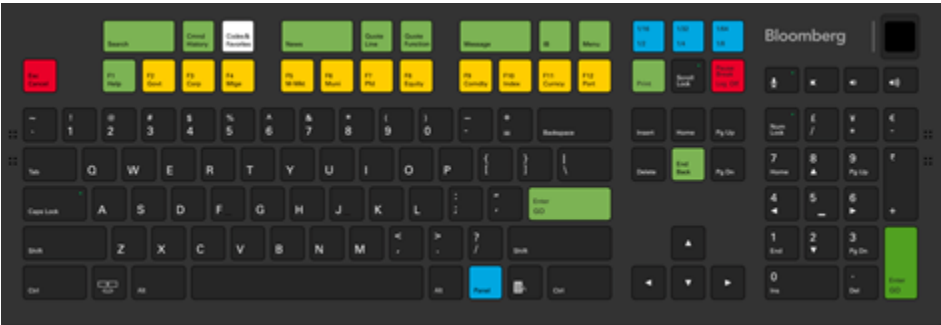 Search Cmnd History Codes & Favorites News Quote Line Quote Function Message IB Menu 1/16 1/2 1/32 1/4 1/64 1/8 Bloomberg
Esc Cancel F1 Help F2 Govt F3 Corp F4 Mtge F5 M-Mkt F6 Muni F7 Pfd F8 Equity F9 Comdty F10 Index F11 Curncy F12 Port Print Scroll Lock Pause Break Log Off
~ ` ! 1 @ 2 # 3 $ 4 % 5 ^ 6 & 7 * 8 ( 9 ) 0 _ - + = Backspace Insert Home Pg Up Num Lock £ / ¥ * € -
Tab Q W E R T Y U I O P { [ } ] | \ Delete End Back Pg Dn 7 Home 8 ▲ 9 Pg Up ₹
Caps Lock A S D F G H J K L : ; " ' Enter GO 4 ◄ 5 6 ► +
Shift Z X C V B N M < , > . ? / Shift ▲ 1 End 2 ▼ 3 Pg Dn Enter GO
Ctrl Alt Alt Panel Ctrl ◄ ▼ ► 0 Ins . Del